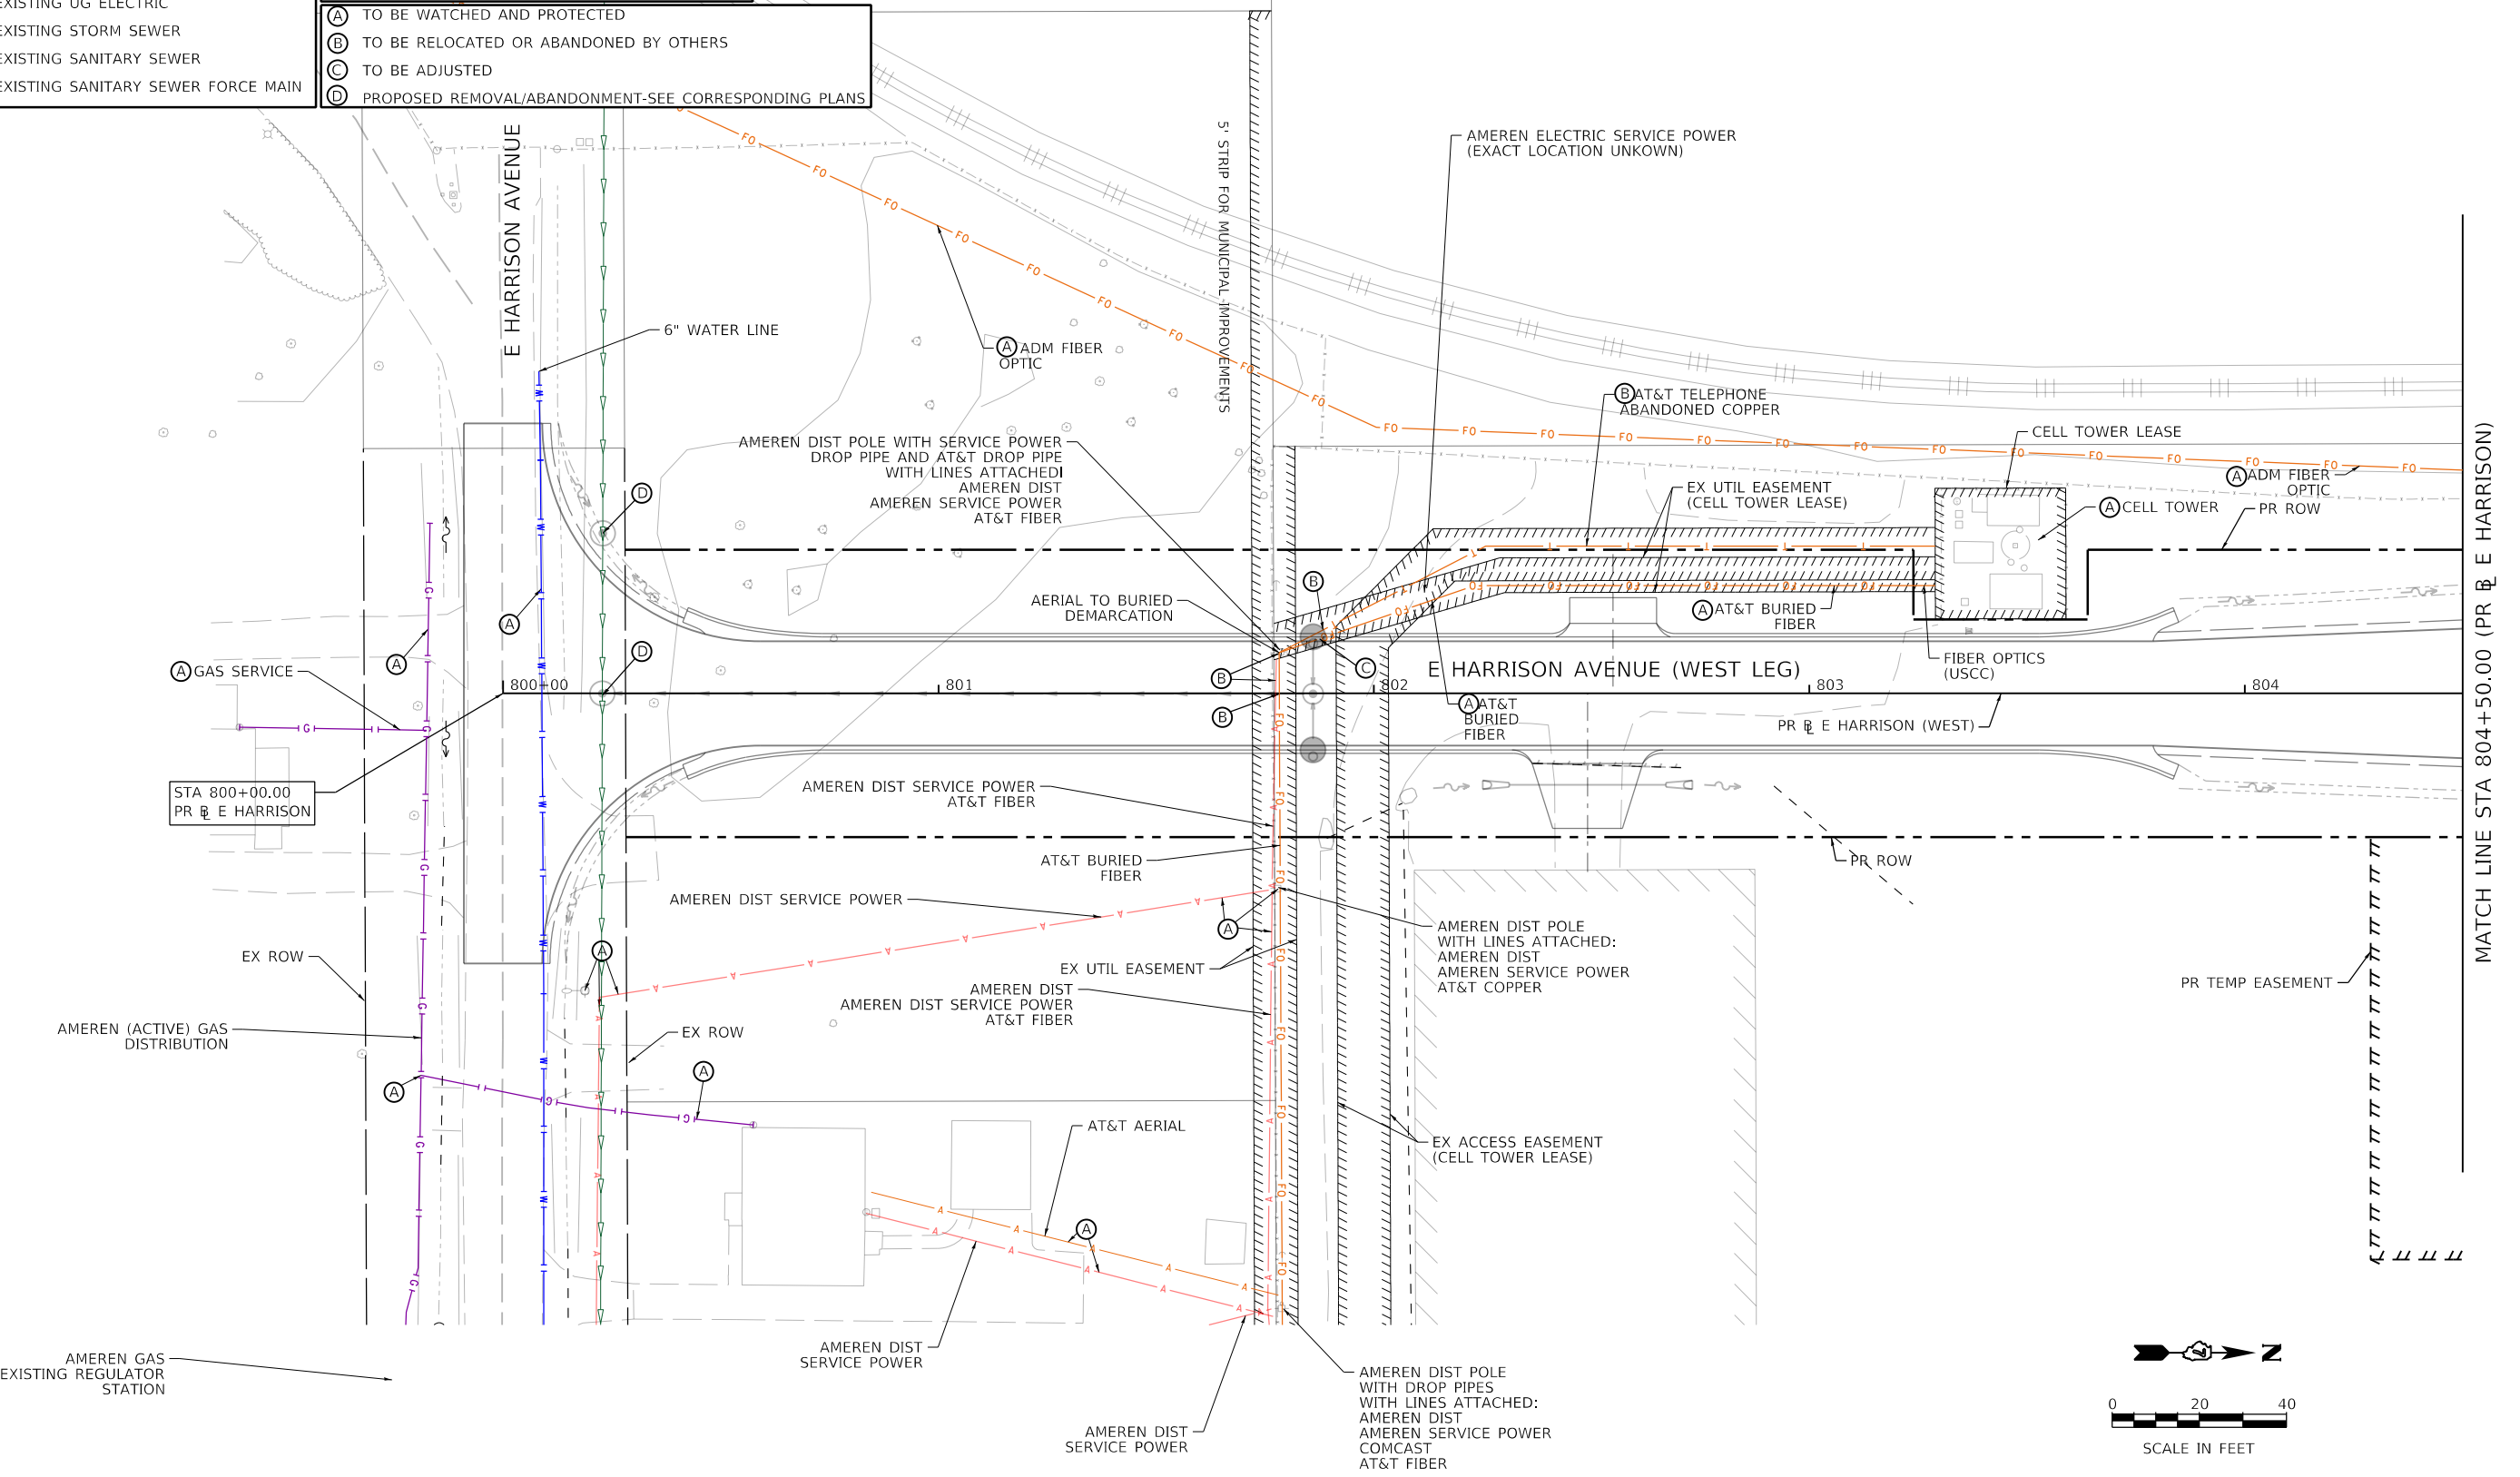 EXISTING UG ELECTRIC
EXISTING STORM SEWER
EXISTING SANITARY SEWER
EXISTING SANITARY SEWER FORCE MAIN
A TO BE WATCHED AND PROTECTED
B TO BE RELOCATED OR ABANDONED BY OTHERS
C TO BE ADJUSTED
D PROPOSED REMOVAL/ABANDONMENT-SEE CORRESPONDING PLANS
E HARRISON AVENUE
5' STRIP FOR MUNICIPAL IMPROVEMENTS
AMEREN ELECTRIC SERVICE POWER
(EXACT LOCATION UNKOWN)
6" WATER LINE
A ADM FIBER
OPTIC
B AT&T TELEPHONE
ABANDONED COPPER
CELL TOWER LEASE
AMEREN DIST POLE WITH SERVICE POWER
DROP PIPE AND AT&T DROP PIPE
WITH LINES ATTACHED:
AMEREN DIST
AMEREN SERVICE POWER
AT&T FIBER
A ADM FIBER
OPTIC
EX UTIL EASEMENT
(CELL TOWER LEASE)
A CELL TOWER
PR ROW
D
B
AERIAL TO BURIED
DEMARCATION
A AT&T BURIED
FIBER
A
A
D
A GAS SERVICE
B
C
E HARRISON AVENUE (WEST LEG)
FIBER OPTICS
(USCC)
800+00
801
802
803
804
B
A AT&T
BURIED
FIBER
PR BL E HARRISON (WEST)
MATCH LINE STA 804+50.00 (PR BL E HARRISON)
STA 800+00.00
PR BL E HARRISON
AMEREN DIST SERVICE POWER
AT&T FIBER
AT&T BURIED
FIBER
PR ROW
AMEREN DIST SERVICE POWER
A
A
AMEREN DIST POLE
WITH LINES ATTACHED:
AMEREN DIST
AMEREN SERVICE POWER
AT&T COPPER
EX ROW
EX UTIL EASEMENT
PR TEMP EASEMENT
AMEREN DIST
AMEREN DIST SERVICE POWER
AT&T FIBER
AMEREN (ACTIVE) GAS
DISTRIBUTION
EX ROW
A
A
AT&T AERIAL
EX ACCESS EASEMENT
(CELL TOWER LEASE)
A
AMEREN DIST
SERVICE POWER
AMEREN GAS
EXISTING REGULATOR
STATION
AMEREN DIST POLE
WITH DROP PIPES
WITH LINES ATTACHED:
AMEREN DIST
AMEREN SERVICE POWER
COMCAST
AT&T FIBER
AMEREN DIST
SERVICE POWER
N
0 20 40
SCALE IN FEET